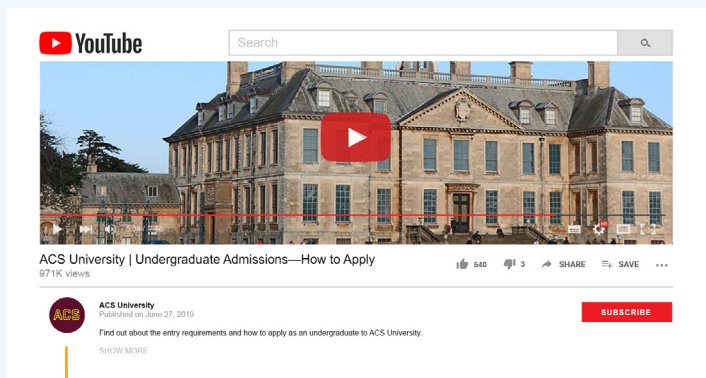 YouTube
Search
ACS University | Undergraduate Admissions—How to Apply
971K views
540
3
SHARE
SAVE
ACS
ACS University
Published on June 27, 2019
SUBSCRIBE
Find out about the entry requirements and how to apply as an undergraduate to ACS University.
SHOW MORE